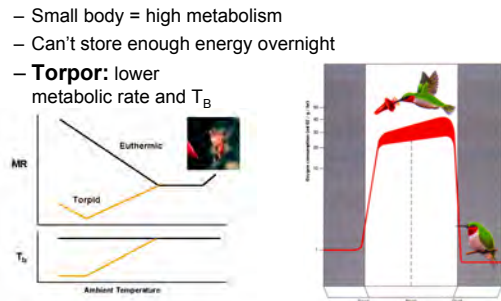 – Small body = high metabolism
– Can't store enough energy overnight
– Torpor: lower
metabolic rate and TB
Euthermic
MR
Torpid
Tb
Ambient Temperature